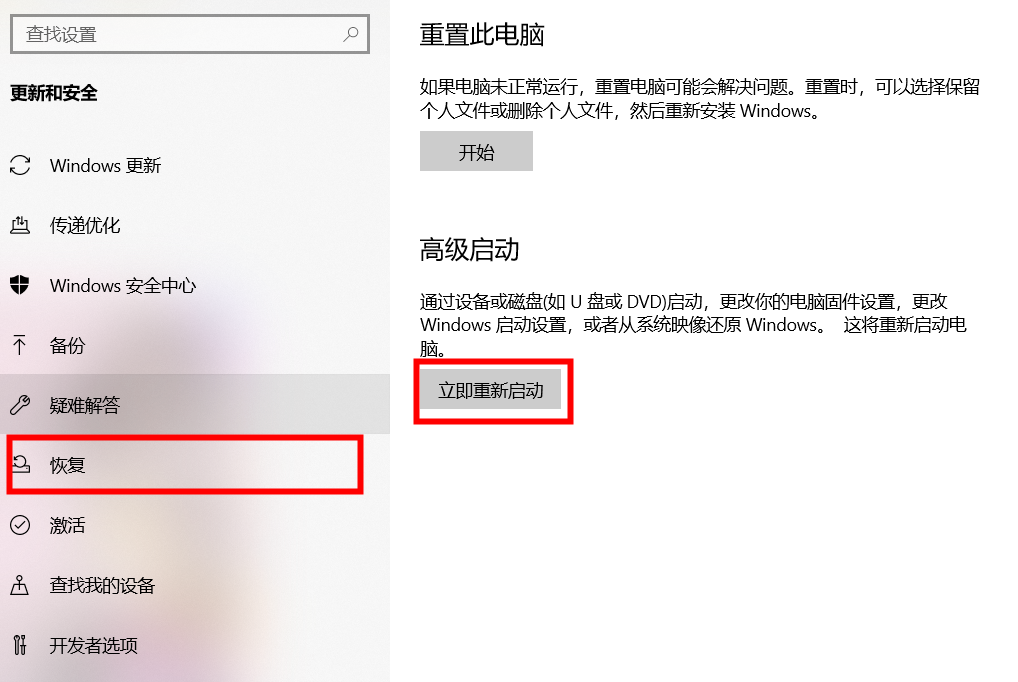 查找设置
更新和安全
Windows 更新
传递优化
Windows 安全中心
备份
疑难解答
恢复
激活
查找我的设备
开发者选项
重置此电脑
如果电脑未正常运行，重置电脑可能会解决问题。重置时，可以选择保留
个人文件或删除个人文件，然后重新安装 Windows。
开始
高级启动
通过设备或磁盘(如 U 盘或 DVD)启动，更改你的电脑固件设置，更改
Windows 启动设置，或者从系统映像还原 Windows。 这将重新启动电
脑。
立即重新启动